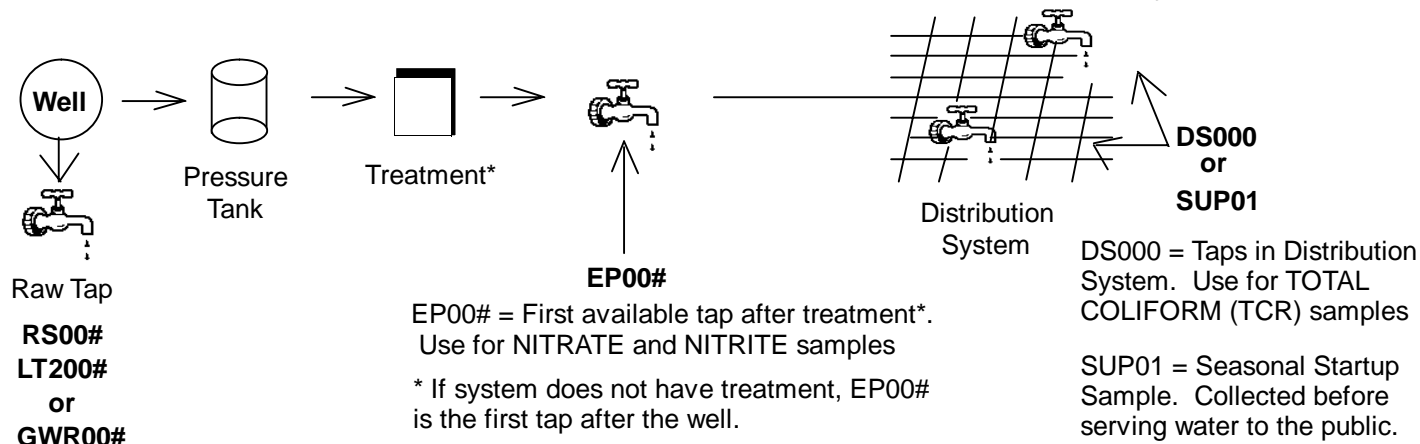 Well
Pressure
Tank
Treatment*
Raw Tap
RS00#
LT200#
or
GWR00#
EP00#
EP00# = First available tap after treatment*.
Use for NITRATE and NITRITE samples
* If system does not have treatment, EP00#
is the first tap after the well.
Distribution
System
DS000
or
SUP01
DS000 = Taps in Distribution
System. Use for TOTAL
COLIFORM (TCR) samples
SUP01 = Seasonal Startup
Sample. Collected before
serving water to the public.